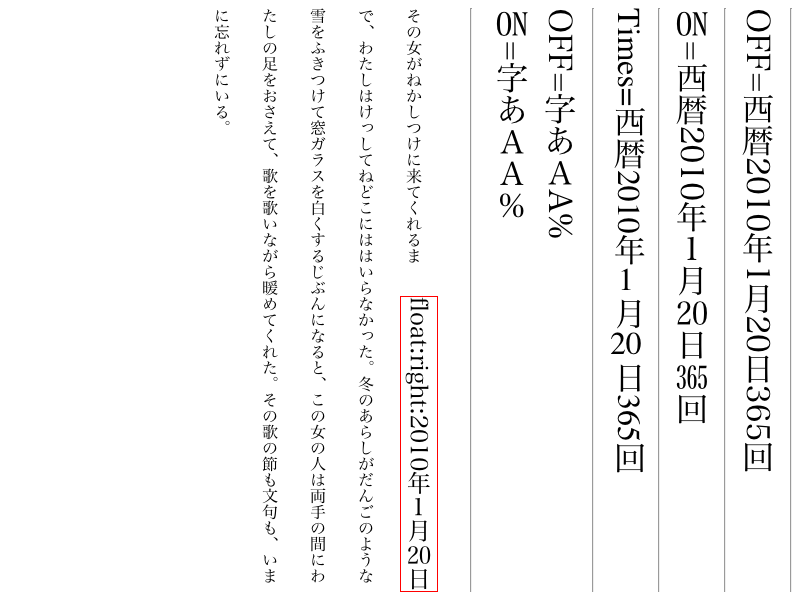 OFF=西暦2010年1月20日365回
ON=西暦2010年1月20日365回
Times=西暦2010年1月20日365回
OFF=字あAA%
ON=字あAA%
float:right:2010年1月20日
その女がねかしつけに来てくれるま
で、わたしはけっしてねどこにははいらなかった。冬のあらしがだんごのような
雪をふきつけて窓ガラスを白くするじぶんになると、この女の人は両手の間にわ
たしの足をおさえて、歌を歌いながら暖めてくれた。その歌の節も文句も、いま
に忘れずにいる。